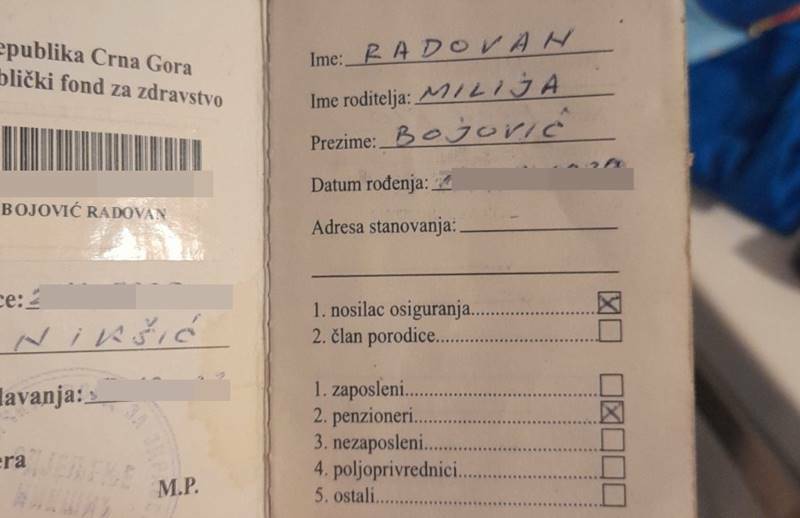 epublika Crna Gora
blički fond za zdravstvo
BOJOVIĆ RADOVAN
ce:
NIKŠIĆ
davanja:
era
M.P.
Ime: RADOVAN
Ime roditelja: MILIJA
Prezime: BOJOVIĆ
Datum rođenja:
Adresa stanovanja:
1. nosilac osiguranja
2. član porodice
1. zaposleni
2. penzioneri
3. nezaposleni
4. poljoprivrednici
5. ostali